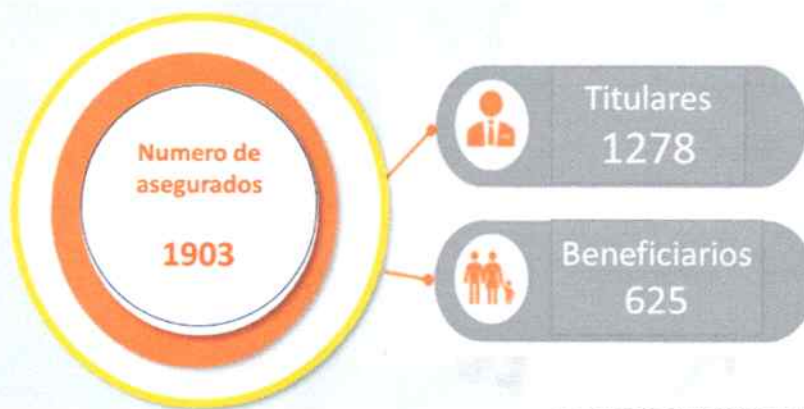 Numero de
asegurados
1903
Titulares
1278
Beneficiarios
625